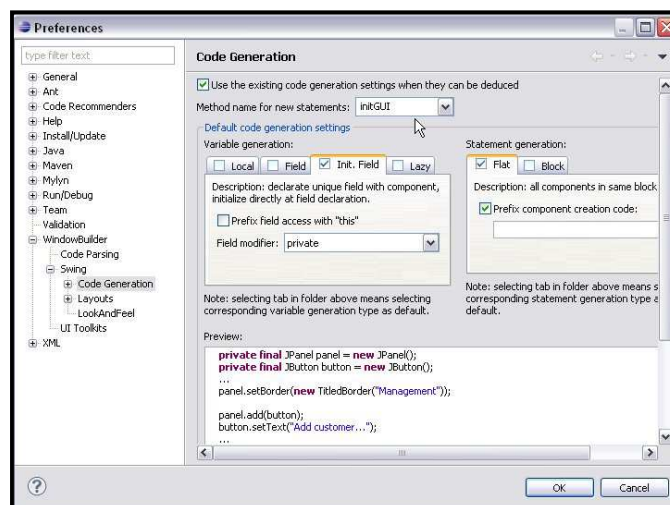 Preferences
type filter text
General
Ant
Code Recommenders
Help
Install/Update
Java
Maven
Mylyn
Run/Debug
Team
Validation
WindowBuilder
Code Parsing
Swing
Code Generation
Layouts
LookAndFeel
UI Toolkits
XML
Code Generation
Use the existing code generation settings when they can be deduced
Method name for new statements: initGUI
Default code generation settings
Variable generation:
Local Field Init. Field Lazy
Description: declare unique field with component,
initialize directly at field declaration.
Prefix field access with "this"
Field modifier: private
Note: selecting tab in folder above means selecting
corresponding variable generation type as default.
Statement generation:
Flat Block
Description: all components in same block
Prefix component creation code:
Note: selecting tab in folder above means s
corresponding statement generation type a
default.
Preview:
private final JPanel panel = new JPanel();
private final JButton button = new JButton();
...
panel.setBorder(new TitledBorder("Management"));
panel.add(button);
button.setText("Add customer...");
...
OK Cancel